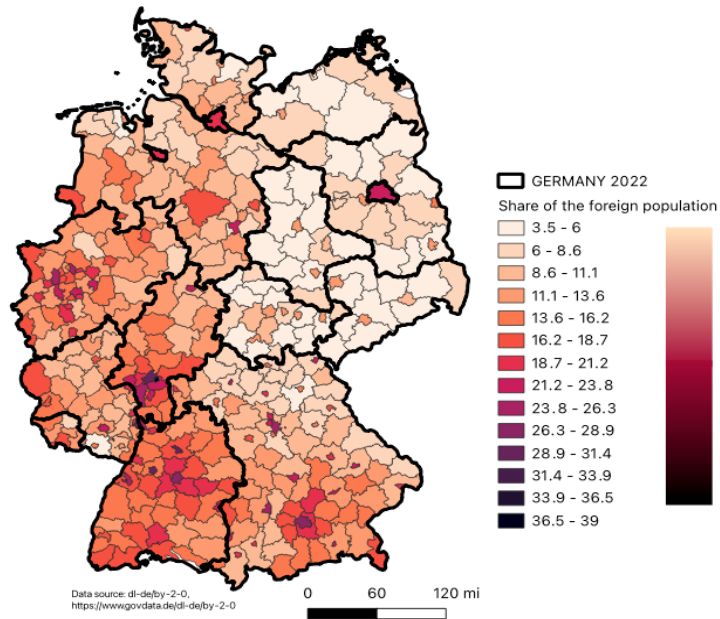 GERMANY 2022
Share of the foreign population
3.5 - 6
6 - 8.6
8.6 - 11.1
11.1 - 13.6
13.6 - 16.2
16.2 - 18.7
18.7 - 21.2
21.2 - 23.8
23.8 - 26.3
26.3 - 28.9
28.9 - 31.4
31.4 - 33.9
33.9 - 36.5
36.5 - 39
Data source: dl-de/by-2-0,
https://www.govdata.de/dl-de/by-2-0
0 60 120 mi